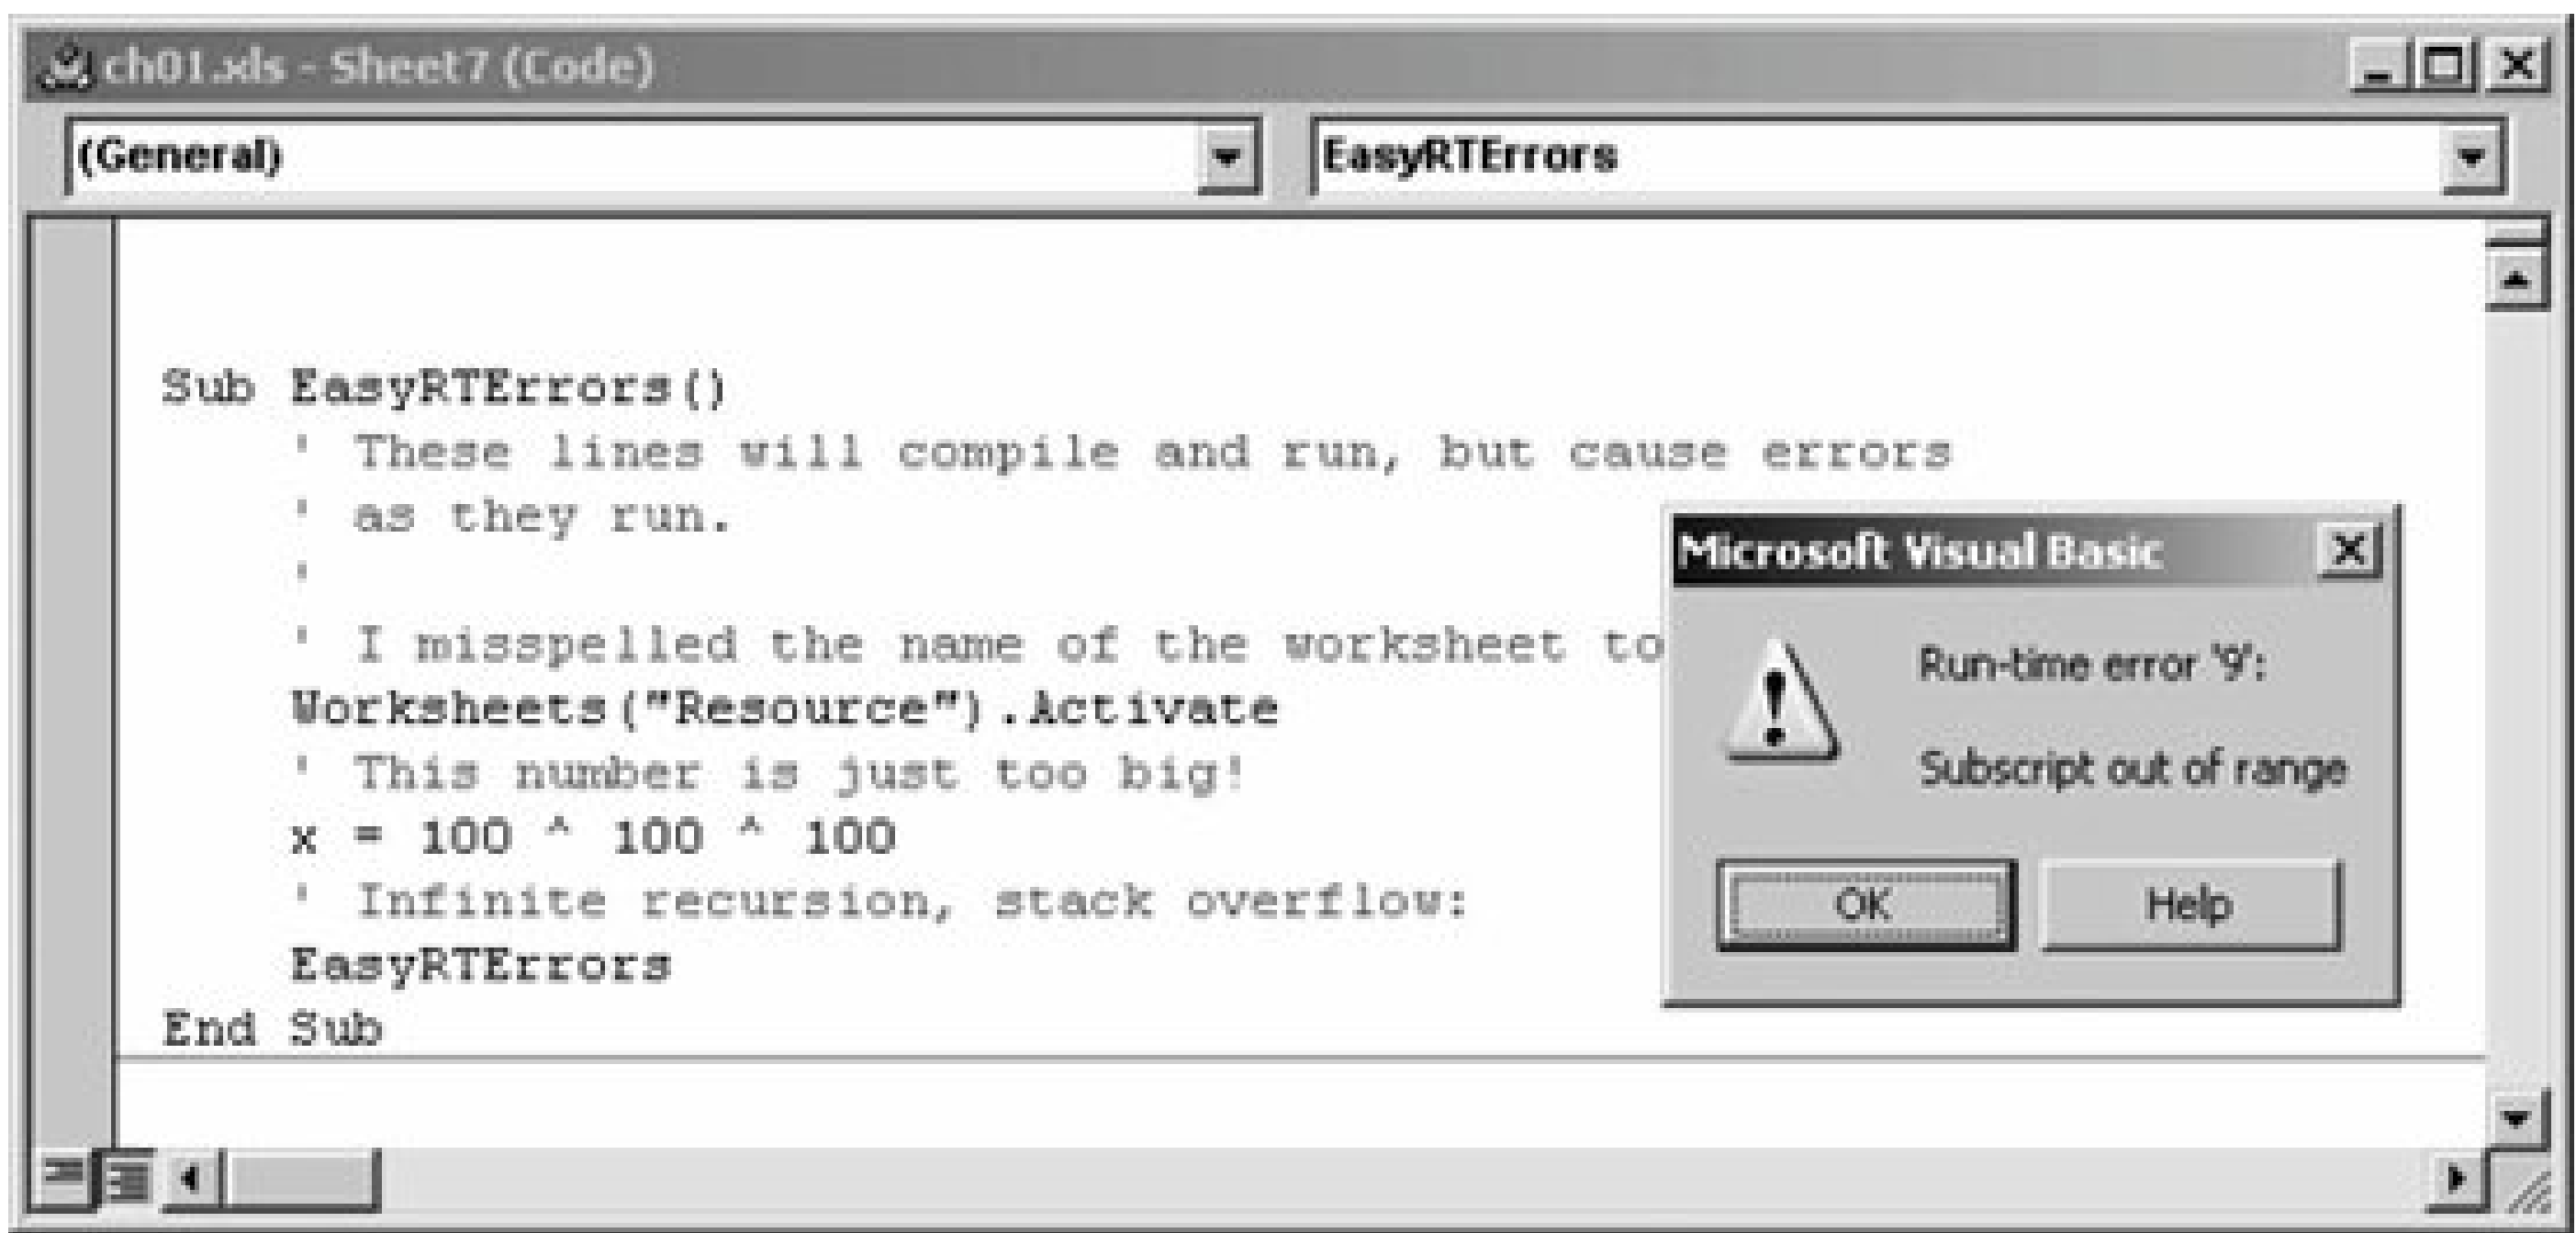 ch01.xls - Sheet7 (Code)
(General)
EasyRTErrors
Sub EasyRTErrors()
' These lines will compile and run, but cause errors
' as they run.
'
' I misspelled the name of the worksheet to
Worksheets("Resource").Activate
' This number is just too big!
x = 100 ^ 100 ^ 100
' Infinite recursion, stack overflow:
EasyRTErrors
End Sub
Microsoft Visual Basic
Run-time error '9':
Subscript out of range
OK
Help